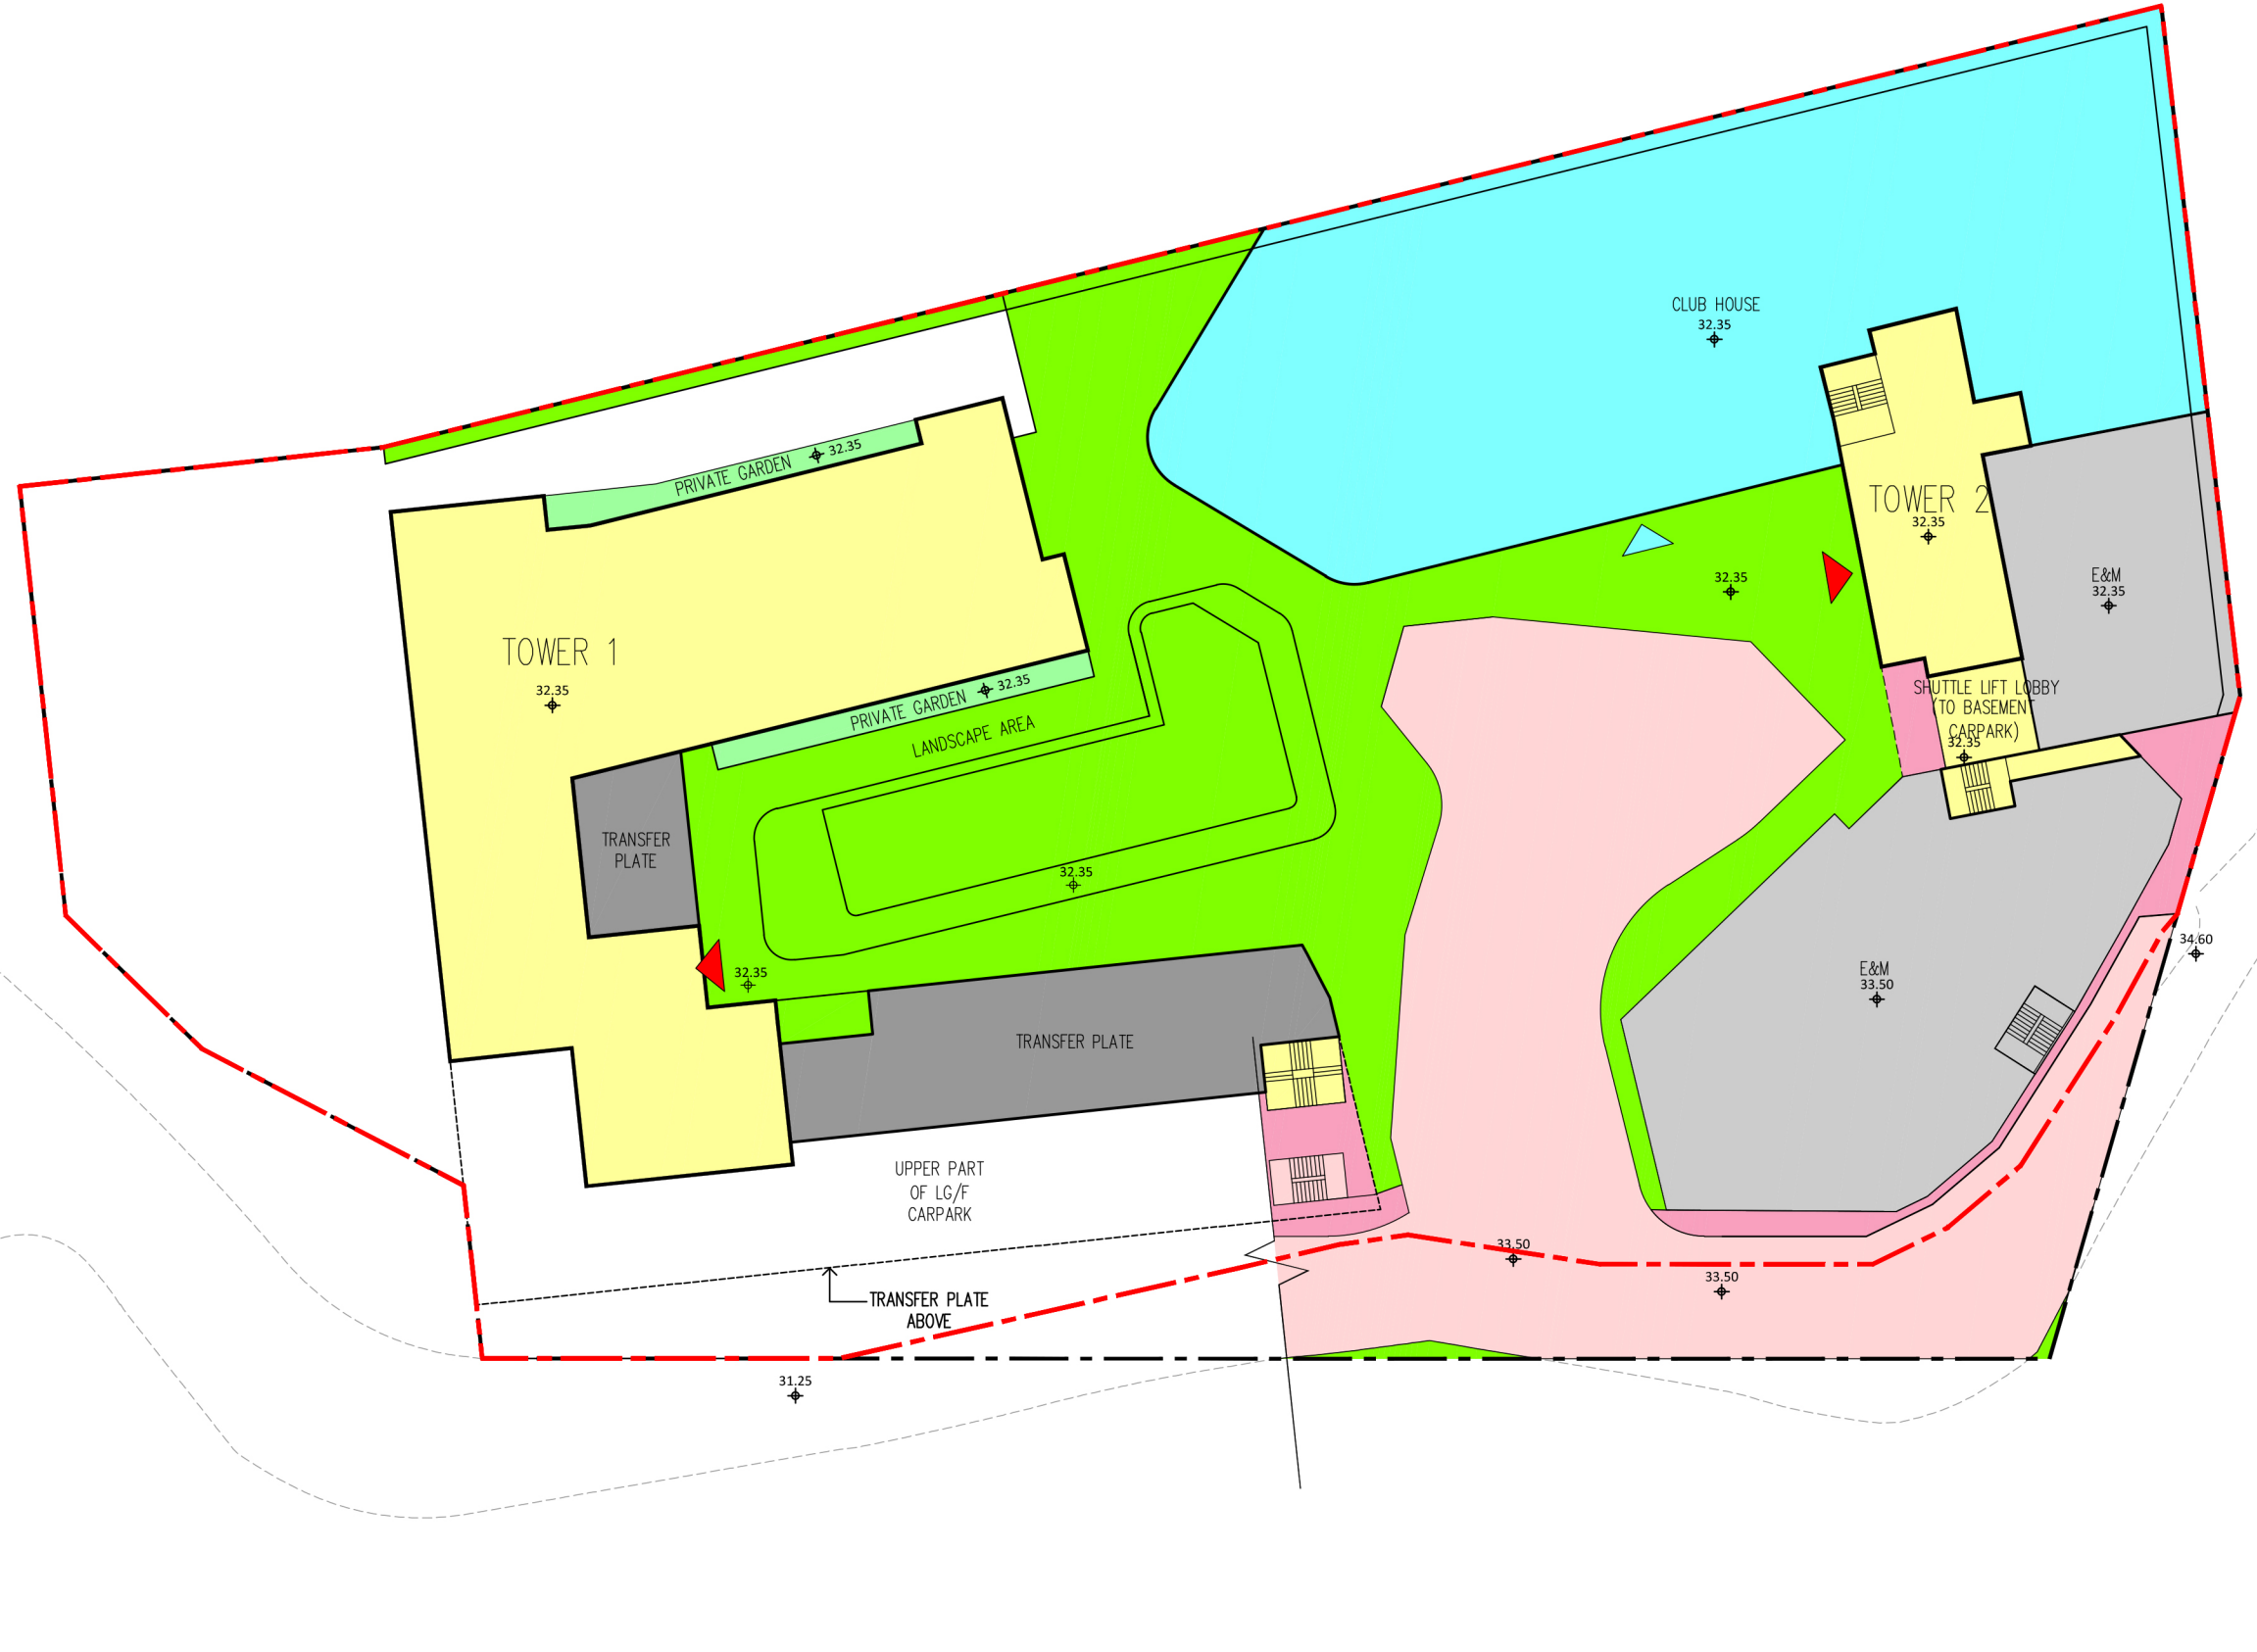 CLUB HOUSE
32.35
PRIVATE GARDEN
32.35
TOWER 2
32.35
E&M
32.35
32.35
TOWER 1
32.35
PRIVATE GARDEN
32.35
LANDSCAPE AREA
SHUTTLE LIFT LOBBY
(TO BASEMENT
CARPARK)
32.35
TRANSFER
PLATE
32.35
32.35
E&M
33.50
34.60
TRANSFER PLATE
UPPER PART
OF LG/F
CARPARK
33.50
33.50
TRANSFER PLATE
ABOVE
31.25